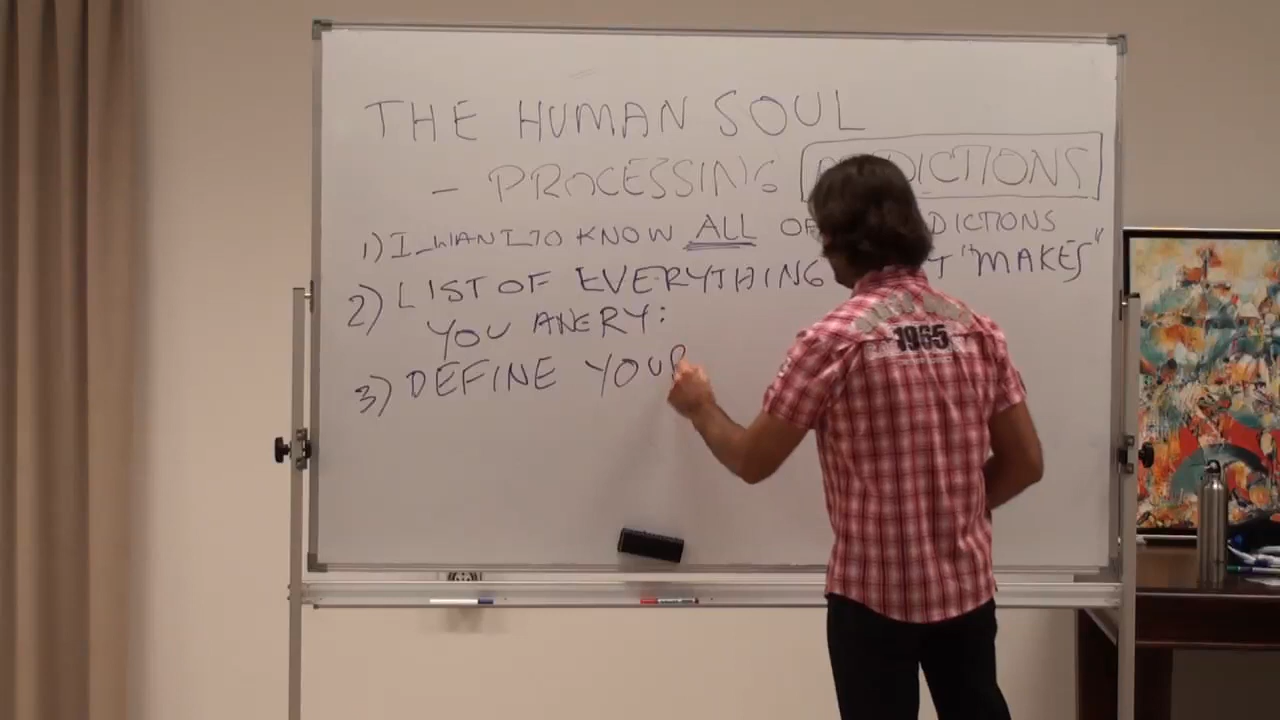 THE HUMAN SOUL
- PROCESSING DICTIONS
1) I WANT TO KNOW ALL OF DICTIONS
2) LIST OF EVERYTHING T "MAKES"
YOU ANGRY:
3) DEFINE YOUR
1965